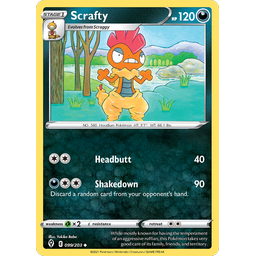 STAGE 1
Scrafty
HP 120
Evolves from Scraggy
NO. 560 Hoodlum Pokémon HT: 3'7" WT: 66.1 lbs.
Headbutt 40
Shakedown 90
Discard a random card from your opponent's hand.
weakness ×2 resistance retreat
Illus. Yukiko Baba
While mostly known for having the temperament
of an aggressive ruffian, this Pokémon takes
very good care of its family, friends, and territory.
099/203